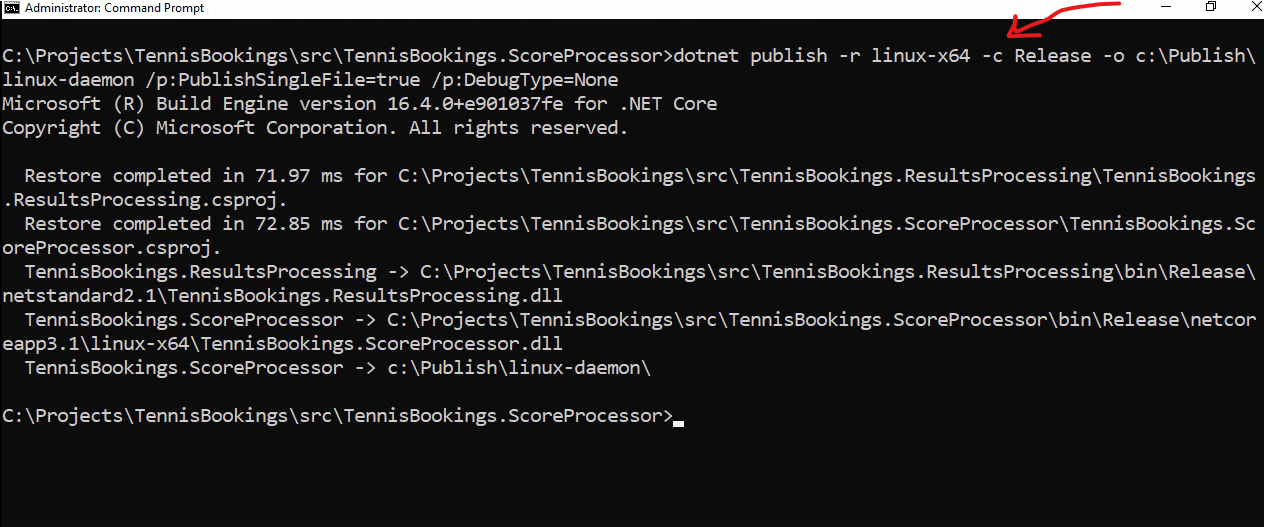 Administrator: Command Prompt
C:\Projects\TennisBookings\src\TennisBookings.ScoreProcessor>dotnet publish -r linux-x64 -c Release -o c:\Publish\
linux-daemon /p:PublishSingleFile=true /p:DebugType=None
Microsoft (R) Build Engine version 16.4.0+e901037fe for .NET Core
Copyright (C) Microsoft Corporation. All rights reserved.
  Restore completed in 71.97 ms for C:\Projects\TennisBookings\src\TennisBookings.ResultsProcessing\TennisBookings
.ResultsProcessing.csproj.
  Restore completed in 72.85 ms for C:\Projects\TennisBookings\src\TennisBookings.ScoreProcessor\TennisBookings.Sc
oreProcessor.csproj.
  TennisBookings.ResultsProcessing -> C:\Projects\TennisBookings\src\TennisBookings.ResultsProcessing\bin\Release\
netstandard2.1\TennisBookings.ResultsProcessing.dll
  TennisBookings.ScoreProcessor -> C:\Projects\TennisBookings\src\TennisBookings.ScoreProcessor\bin\Release\netcor
eapp3.1\linux-x64\TennisBookings.ScoreProcessor.dll
  TennisBookings.ScoreProcessor -> c:\Publish\linux-daemon\
C:\Projects\TennisBookings\src\TennisBookings.ScoreProcessor>